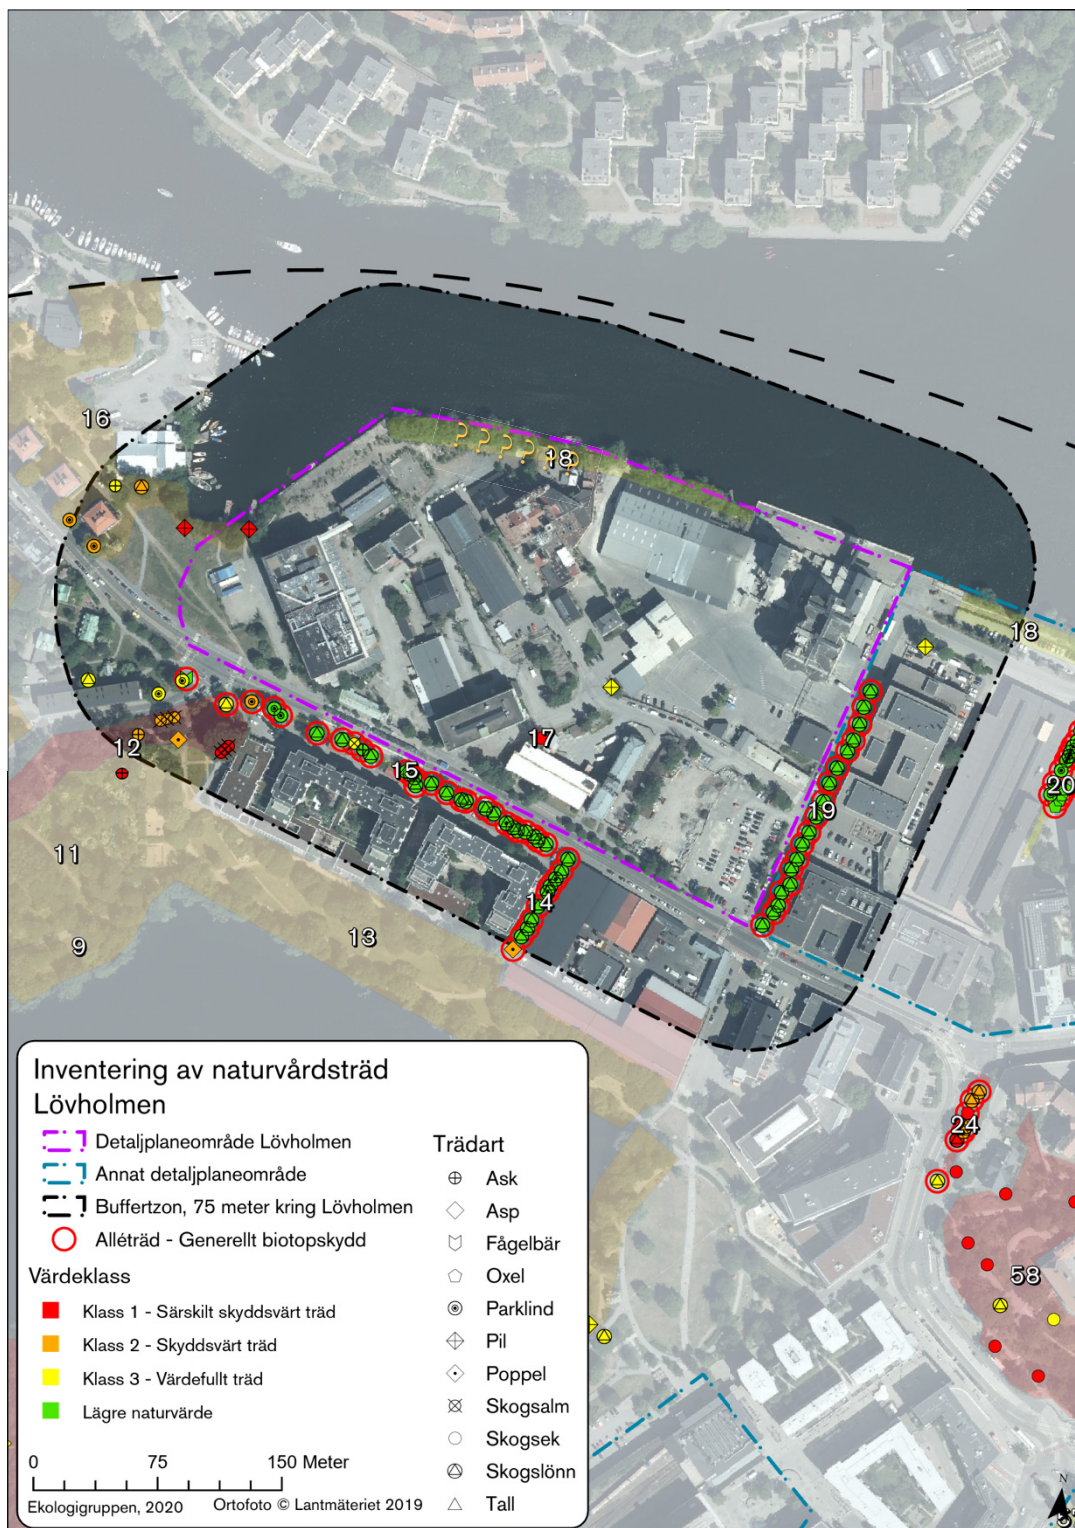 16
18
18
17
12
15
19
20
11
14
9
13
24
58
Inventering av naturvårdsträd
Lövholmen
Detaljplaneområde Lövholmen
Annat detaljplaneområde
Buffertzon, 75 meter kring Lövholmen
Alléträd - Generellt biotopskydd
Värdeklass
Klass 1 - Särskilt skyddsvärt träd
Klass 2 - Skyddsvärt träd
Klass 3 - Värdefullt träd
Lägre naturvärde
0 75 150 Meter
Ekologigruppen, 2020 Ortofoto © Lantmäteriet 2019
Trädart
Ask
Asp
Fågelbär
Oxel
Parklind
Pil
Poppel
Skogsalm
Skogsek
Skogslönn
Tall
N